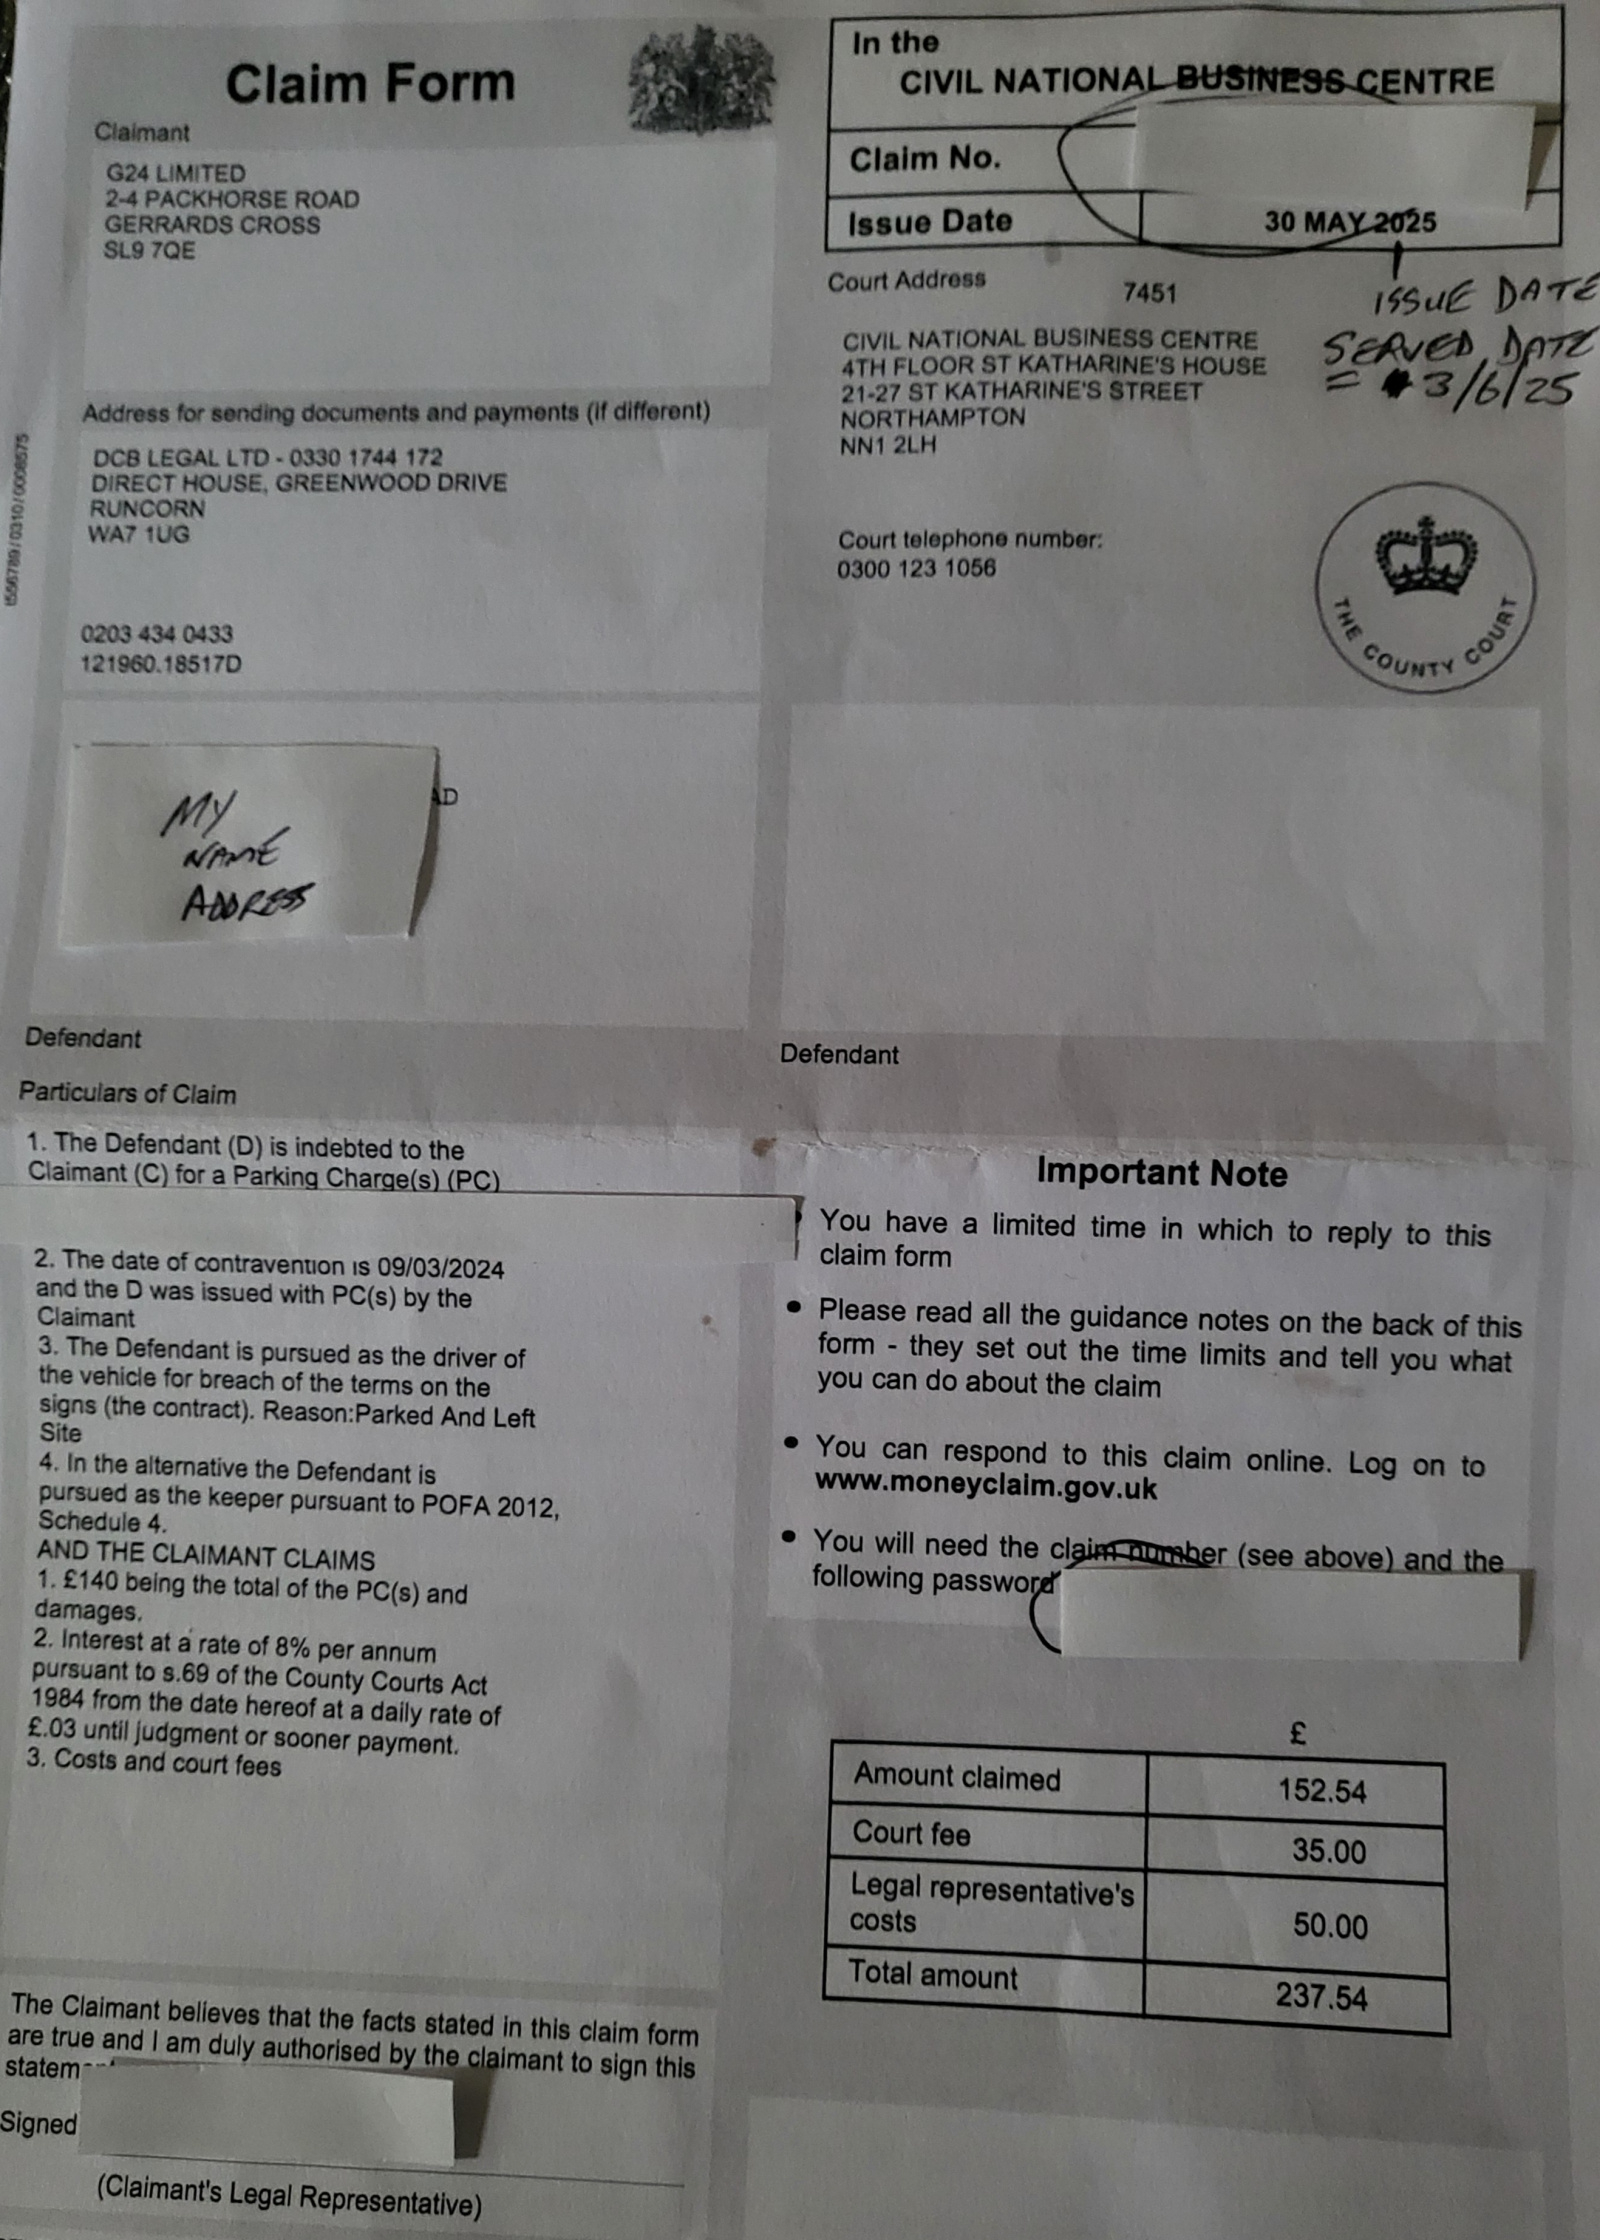 Claim Form
Claimant
G24 LIMITED
2-4 PACKHORSE ROAD
GERRARDS CROSS
SL9 7QE
Address for sending documents and payments (if different)
DCB LEGAL LTD - 0330 1744 172
DIRECT HOUSE, GREENWOOD DRIVE
RUNCORN
WA7 1UG
0203 434 0433
121960.18517D
In the
CIVIL NATIONAL BUSINESS CENTRE
Claim No.
Issue Date 30 MAY 2025
ISSUE DATE
SERVED DATE
= 3/6/25
Court Address 7451
CIVIL NATIONAL BUSINESS CENTRE
4TH FLOOR ST KATHARINE'S HOUSE
21-27 ST KATHARINE'S STREET
NORTHAMPTON
NN1 2LH
Court telephone number:
0300 123 1056
THE COUNTY COURT
MY
NAME
ADDRESS
Defendant
Defendant
Particulars of Claim
1. The Defendant (D) is indebted to the
Claimant (C) for a Parking Charge(s) (PC)
2. The date of contravention is 09/03/2024
and the D was issued with PC(s) by the
Claimant
3. The Defendant is pursued as the driver of
the vehicle for breach of the terms on the
signs (the contract). Reason:Parked And Left
Site
4. In the alternative the Defendant is
pursued as the keeper pursuant to POFA 2012,
Schedule 4.
AND THE CLAIMANT CLAIMS
1. £140 being the total of the PC(s) and
damages.
2. Interest at a rate of 8% per annum
pursuant to s.69 of the County Courts Act
1984 from the date hereof at a daily rate of
£.03 until judgment or sooner payment.
3. Costs and court fees
The Claimant believes that the facts stated in this claim form
are true and I am duly authorised by the claimant to sign this
Signed
(Claimant's Legal Representative)
Important Note
You have a limited time in which to reply to this
claim form
• Please read all the guidance notes on the back of this
form - they set out the time limits and tell you what
you can do about the claim
• You can respond to this claim online. Log on to
www.moneyclaim.gov.uk
• You will need the claim number (see above) and the
following password
£
Amount claimed 152.54
Court fee 35.00
Legal representative's
costs 50.00
Total amount 237.54